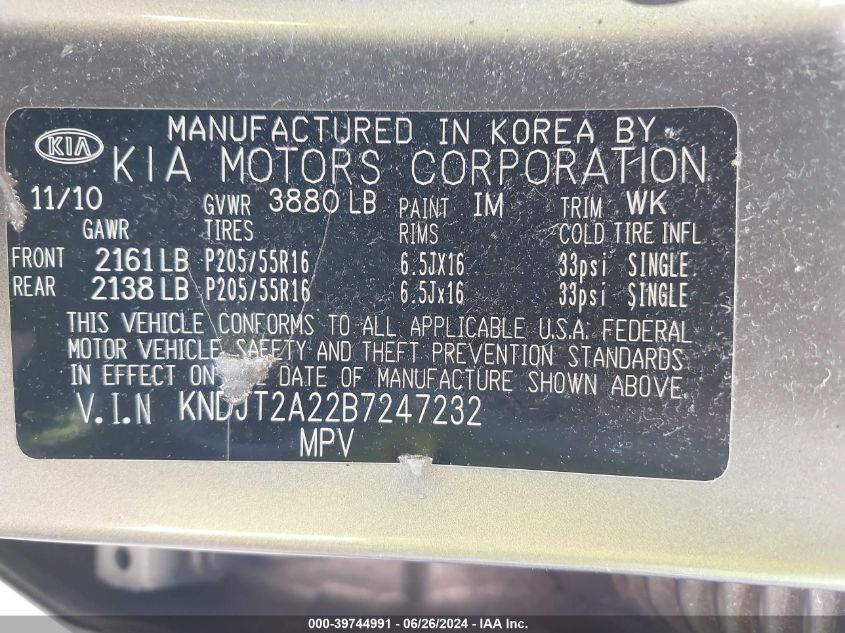 MANUFACTURED IN KOREA BY
KIA KIA MOTORS CORPORATION
11/10 GVWR 3880 LB PAINT IM TRIM WK
GAWR TIRES RIMS COLD TIRE INFL
FRONT 2161 LB P205/55R16 6.5JX16 33psi SINGLE
REAR 2138 LB P205/55R16 6.5Jx16 33psi SINGLE
THIS VEHICLE CONFORMS TO ALL APPLICABLE U.S.A. FEDERAL
MOTOR VEHICLE SAFETY AND THEFT PREVENTION STANDARDS
IN EFFECT ON DATE OF MANUFACTURE SHOWN ABOVE.
V.I.N KNDJT2A22B7247232
MPV
000-39744991 / 06/26/2024 - IAA Inc.